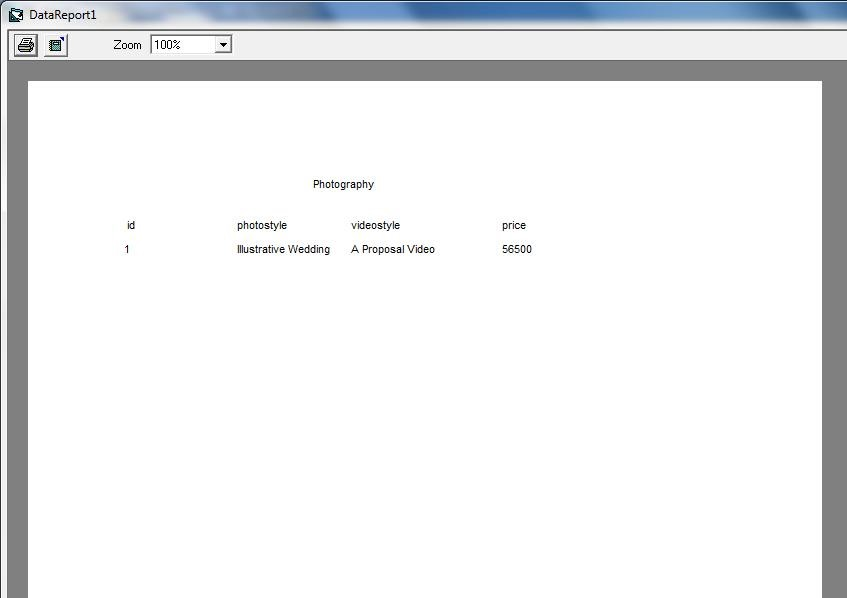 DataReport1
Zoom 100%
Photography
id photostyle videostyle price
1 Illustrative Wedding A Proposal Video 56500